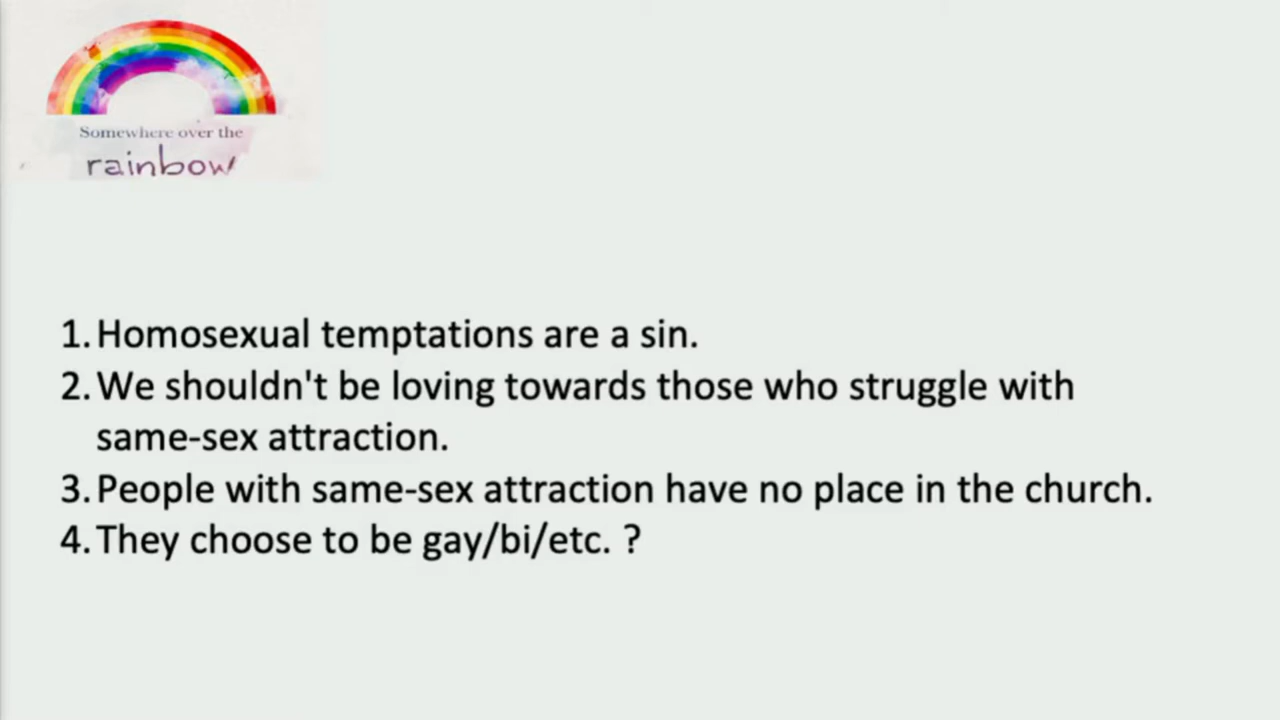 Somewhere over the
rainbow
1. Homosexual temptations are a sin.
2. We shouldn't be loving towards those who struggle with
same-sex attraction.
3. People with same-sex attraction have no place in the church.
4. They choose to be gay/bi/etc. ?